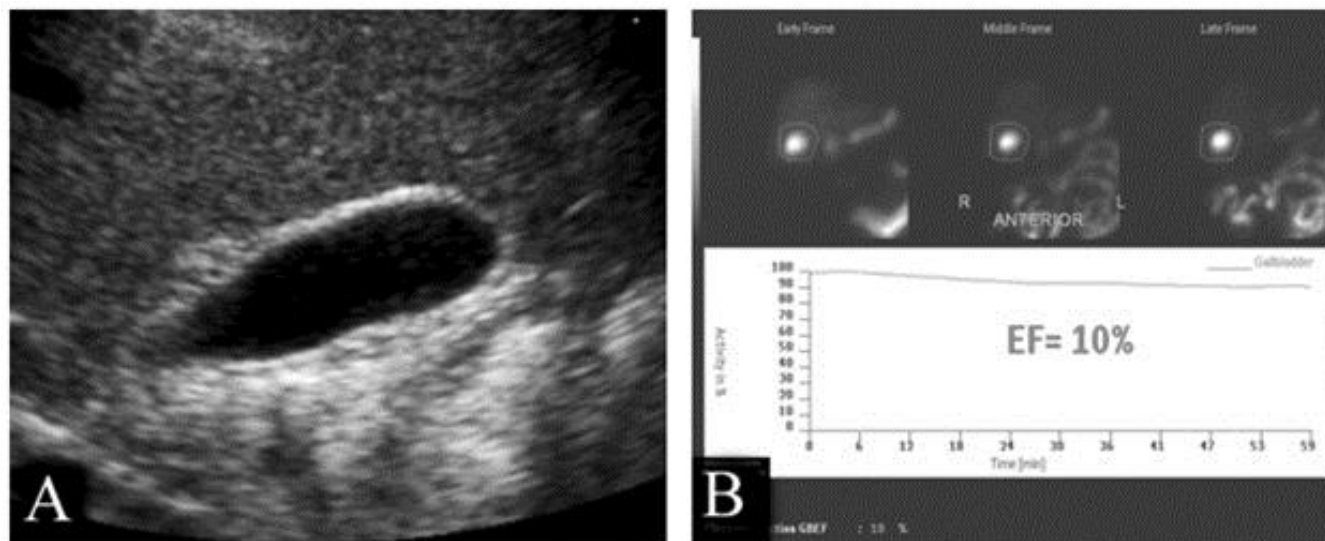 A
Early Frame
Middle Frame
Late Frame
R
L
ANTERIOR
Gallbladder
100
90
80
70
60
50
40
30
20
10
0
Activity in %
EF= 10%
0 6 12 18 24 30 36 41 47 53 59
Time [min]
B
GBEF : 10 %